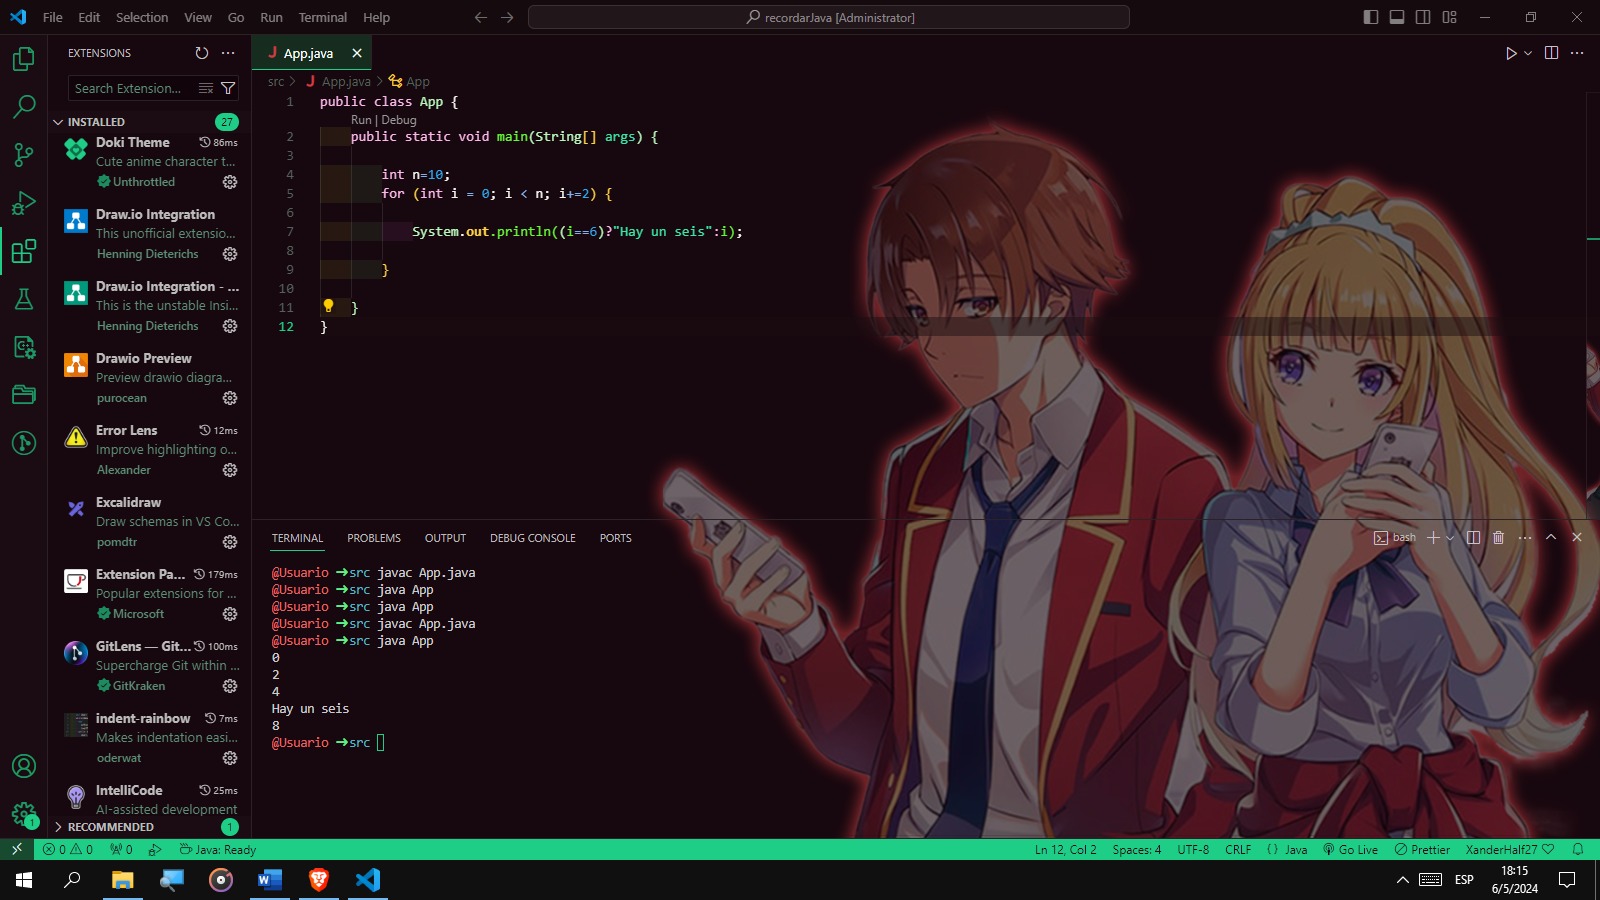 File Edit Selection View Go Run Terminal Help
recordarJava [Administrator]
EXTENSIONS
Search Extension...
INSTALLED 27
Doki Theme 86ms
Cute anime character t...
Unthrottled
Draw.io Integration
This unofficial extensio...
Henning Dieterichs
Draw.io Integration - ...
This is the unstable Insi...
Henning Dieterichs
Drawio Preview
Preview drawio diagra...
purocean
Error Lens 12ms
Improve highlighting o...
Alexander
Excalidraw
Draw schemas in VS Co...
pomdtr
Extension Pa... 179ms
Popular extensions for ...
Microsoft
GitLens — Git... 100ms
Supercharge Git within ...
GitKraken
indent-rainbow 7ms
Makes indentation easi...
oderwat
IntelliCode 25ms
AI-assisted development
RECOMMENDED 1
1
J App.java
src > J App.java > App
1 public class App {
Run | Debug
2 public static void main(String[] args) {
3
4 int n=10;
5 for (int i = 0; i < n; i+=2) {
6
7 System.out.println((i==6)?"Hay un seis":i);
8
9 }
10
11 }
12 }
TERMINAL PROBLEMS OUTPUT DEBUG CONSOLE PORTS
bash
@Usuario ➜src javac App.java
@Usuario ➜src java App
@Usuario ➜src java App
@Usuario ➜src javac App.java
@Usuario ➜src java App
0
2
4
Hay un seis
8
@Usuario ➜src
0 0 0 Java: Ready
Ln 12, Col 2 Spaces: 4 UTF-8 CRLF {} Java Go Live Prettier XanderHalf27
ESP
18:15
6/5/2024